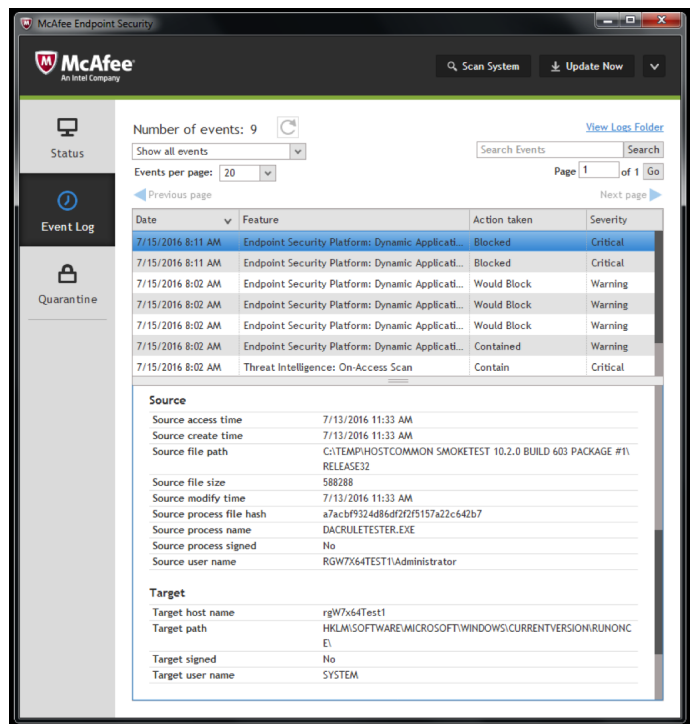 McAfee Endpoint Security
McAfee
An Intel Company
Scan System
Update Now
Status
Event Log
Quarantine
Number of events: 9
View Logs Folder
Show all events
Search Events
Search
Events per page: 20
Page 1 of 1 Go
Previous page
Next page
Date Feature Action taken Severity
7/15/2016 8:11 AM Endpoint Security Platform: Dynamic Applicati... Blocked Critical
7/15/2016 8:11 AM Endpoint Security Platform: Dynamic Applicati... Blocked Critical
7/15/2016 8:02 AM Endpoint Security Platform: Dynamic Applicati... Would Block Warning
7/15/2016 8:02 AM Endpoint Security Platform: Dynamic Applicati... Would Block Warning
7/15/2016 8:02 AM Endpoint Security Platform: Dynamic Applicati... Would Block Warning
7/15/2016 8:02 AM Endpoint Security Platform: Dynamic Applicati... Contained Warning
7/15/2016 8:02 AM Threat Intelligence: On-Access Scan Contain Critical
Source
Source access time 7/13/2016 11:33 AM
Source create time 7/13/2016 11:33 AM
Source file path C:\TEMP\HOSTCOMMON SMOKETEST 10.2.0 BUILD 603 PACKAGE #1\
RELEASE32
Source file size 588288
Source modify time 7/13/2016 11:33 AM
Source process file hash a7acbf9324d86df2f2f5157a22c642b7
Source process name DACRULETESTER.EXE
Source process signed No
Source user name RGW7X64TEST1\Administrator
Target
Target host name rgW7x64Test1
Target path HKLM\SOFTWARE\MICROSOFT\WINDOWS\CURRENTVERSION\RUNONC
E\
Target signed No
Target user name SYSTEM